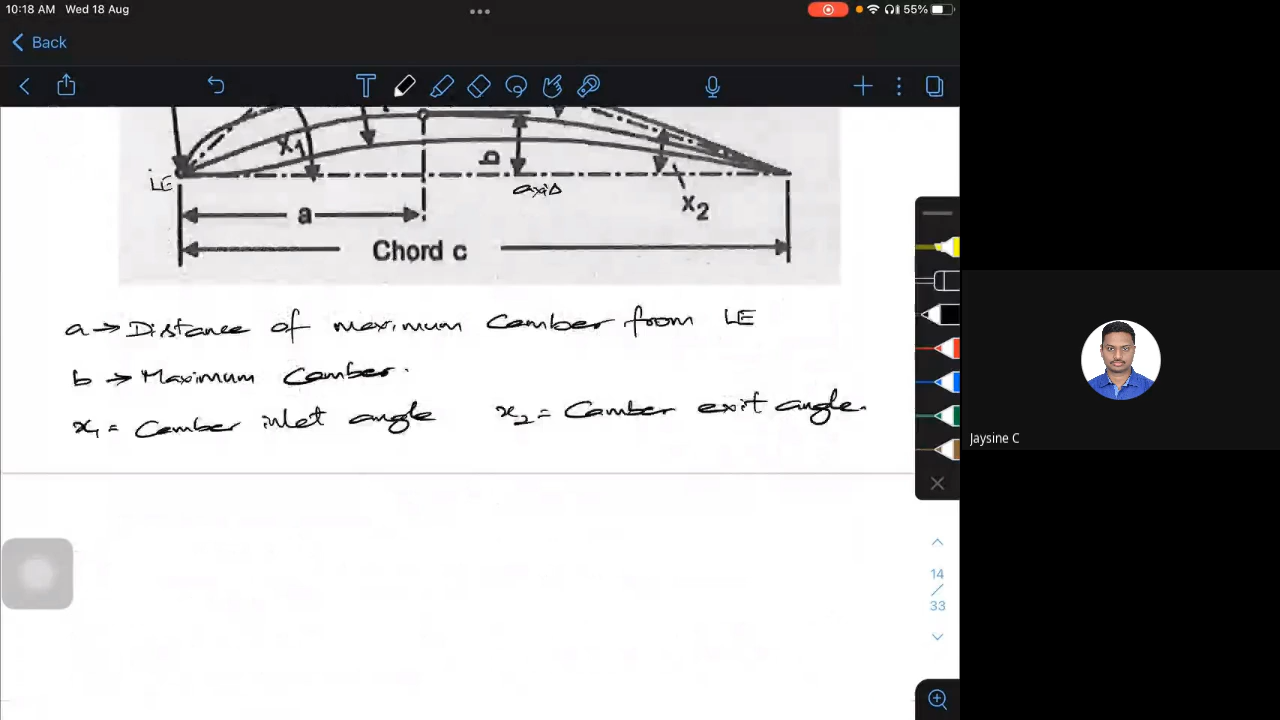 10:18 AM Wed 18 Aug
55%
Back
T
x1
b
LE
axis
x2
a
Chord c
a → Distance of maximum Camber from LE
b → Maximum Camber.
x1 = Camber inlet angle x2 = Camber exit angle.
Jaysine C
14
/
33